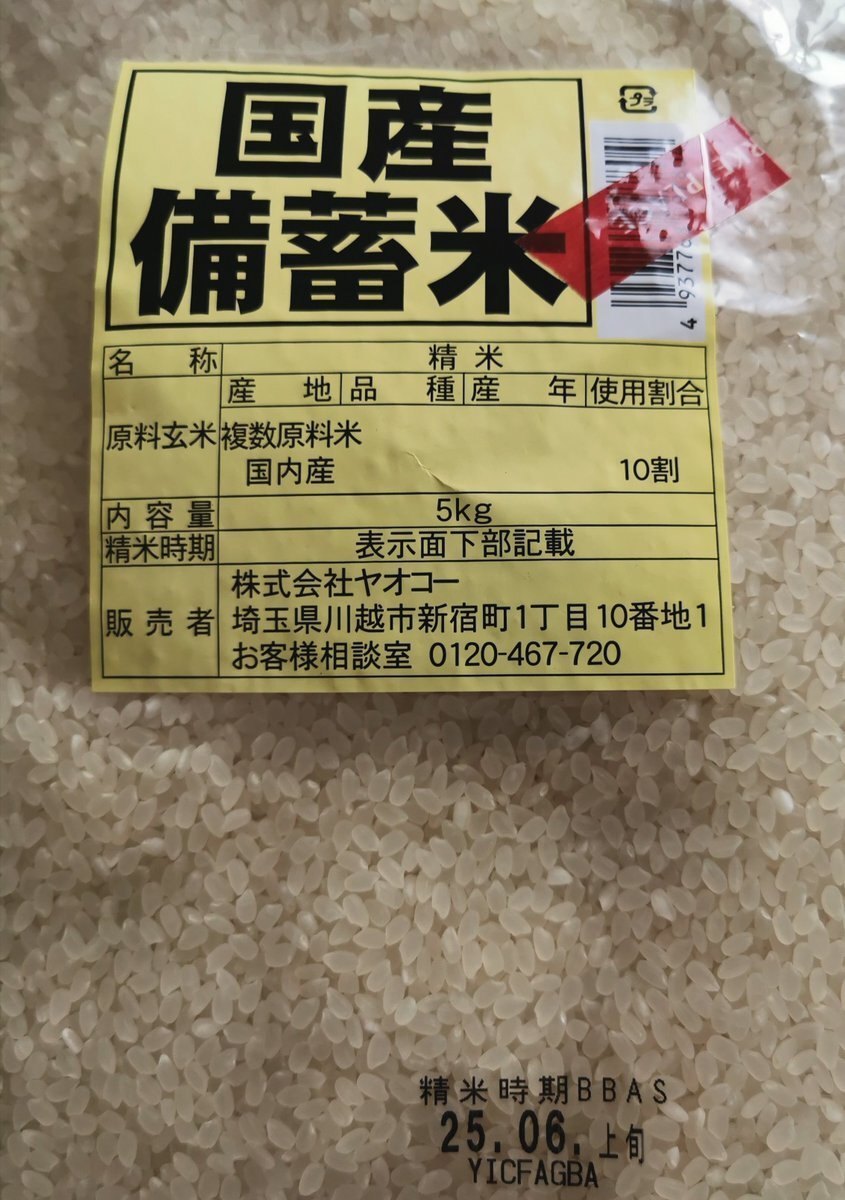 国産
備蓄米
プラ
名称 精米
産地 品種 産年 使用割合
原料玄米 複数原料米
国内産 10割
内容量 5kg
精米時期 表示面下部記載
株式会社ヤオコー
販売者 埼玉県川越市新宿町1丁目10番地1
お客様相談室 0120-467-720
精米時期BBAS
25.06.上旬
YICFAGBA